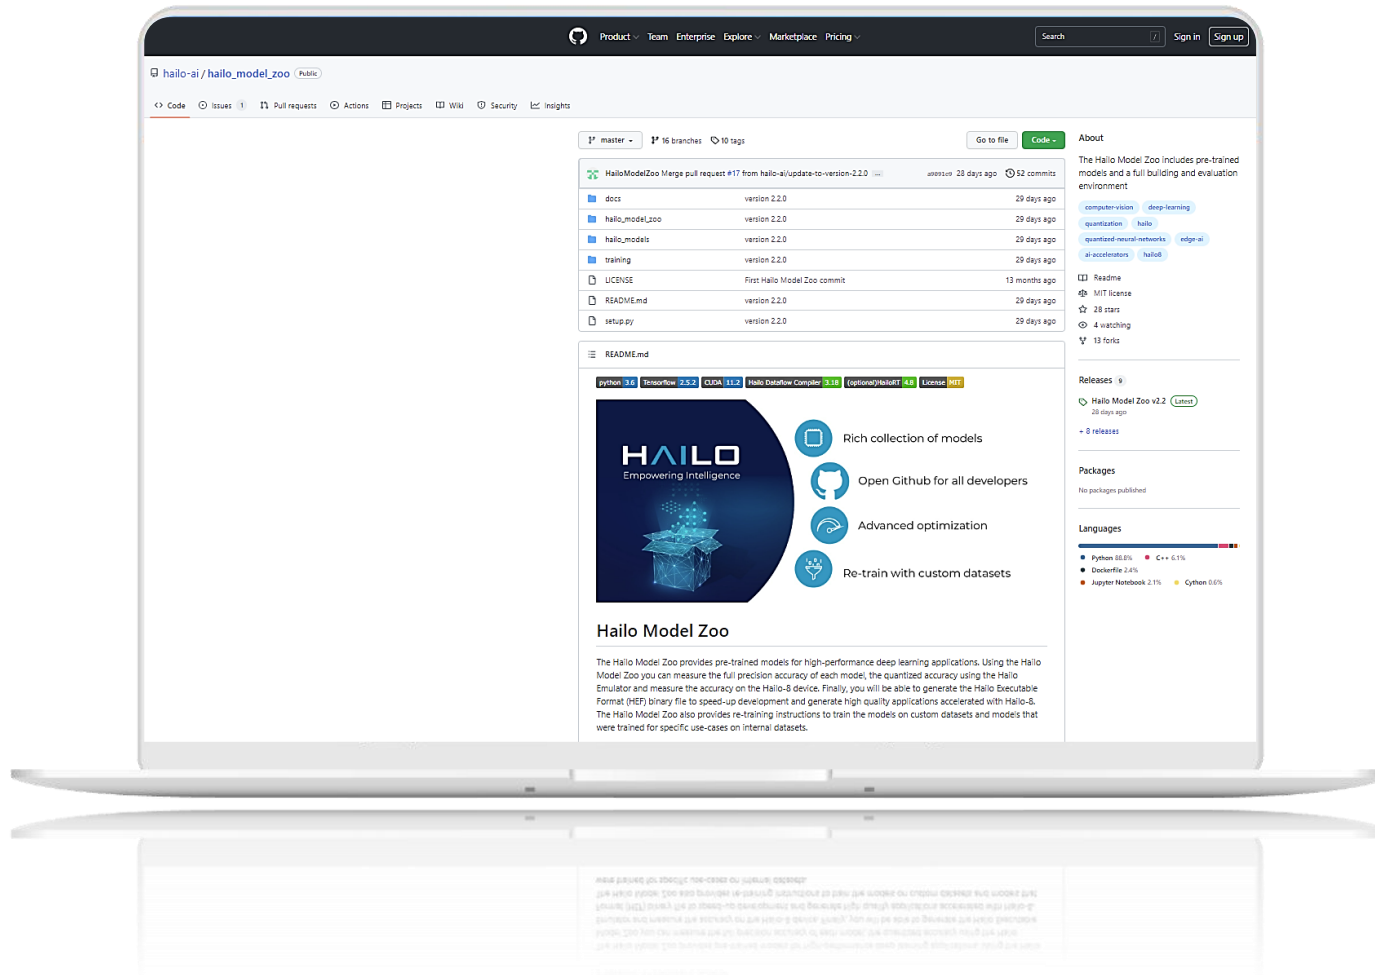 Product Team Enterprise Explore Marketplace Pricing Search / Sign in Sign up
hailo-ai / hailo_model_zoo Public
Code Issues 1 Pull requests Actions Projects Wiki Security Insights
master 16 branches 10 tags Go to file Code
HailoModelZoo Merge pull request #17 from hailo-ai/update-to-version-2.2.0 ... a9891e0 28 days ago 52 commits
docs version 2.2.0 29 days ago
hailo_model_zoo version 2.2.0 29 days ago
hailo_models version 2.2.0 29 days ago
training version 2.2.0 29 days ago
LICENSE First Hailo Model Zoo commit 13 months ago
README.md version 2.2.0 29 days ago
setup.py version 2.2.0 29 days ago
README.md
python 3.6 Tensorflow 2.5.2 CUDA 11.2 Hailo Dataflow Compiler 3.18 (optional)HailoRT 4.8 License MIT
HAILO
Empowering Intelligence
Rich collection of models
Open Github for all developers
Advanced optimization
Re-train with custom datasets
Hailo Model Zoo
The Hailo Model Zoo provides pre-trained models for high-performance deep learning applications. Using the Hailo
Model Zoo you can measure the full precision accuracy of each model, the quantized accuracy using the Hailo
Emulator and measure the accuracy on the Hailo-8 device. Finally, you will be able to generate the Hailo Executable
Format (HEF) binary file to speed-up development and generate high quality applications accelerated with Hailo-8.
The Hailo Model Zoo also provides re-training instructions to train the models on custom datasets and models that
were trained for specific use-cases on internal datasets.
About
The Hailo Model Zoo includes pre-trained
models and a full building and evaluation
environment
computer-vision deep-learning
quantization hailo
quantized-neural-networks edge-ai
ai-accelerators hailo8
Readme
MIT license
28 stars
4 watching
13 forks
Releases 9
Hailo Model Zoo v2.2 Latest
28 days ago
+ 8 releases
Packages
No packages published
Languages
Python 88.8% C++ 6.1%
Dockerfile 2.4%
Jupyter Notebook 2.1% Cython 0.6%